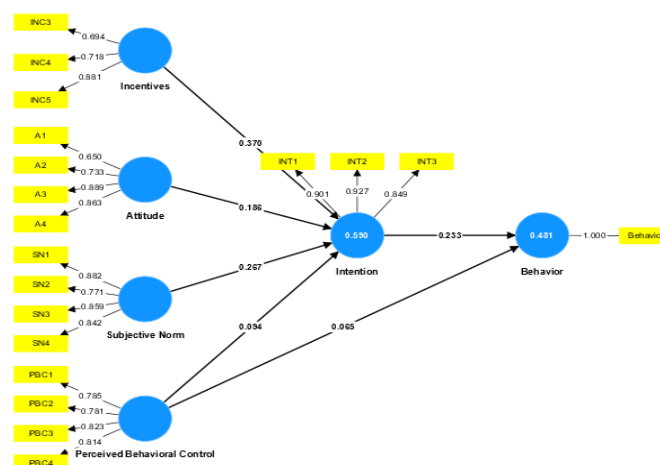 INC3
0.694
INC4
0.718
INC5
0.881
Incentives
0.370
A1
0.650
A2
0.733
A3
0.889
A4
0.863
Attitude
0.186
INT1
INT2
INT3
0.901
0.927
0.849
0.590
Intention
0.233
0.481
Behavior
1.000
Behavio
SN1
0.882
SN2
0.771
SN3
0.859
SN4
0.842
Subjective Norm
0.267
0.094
0.065
PBC1
0.785
PBC2
0.781
PBC3
0.823
PBC4
0.814
Perceived Behavioral Control